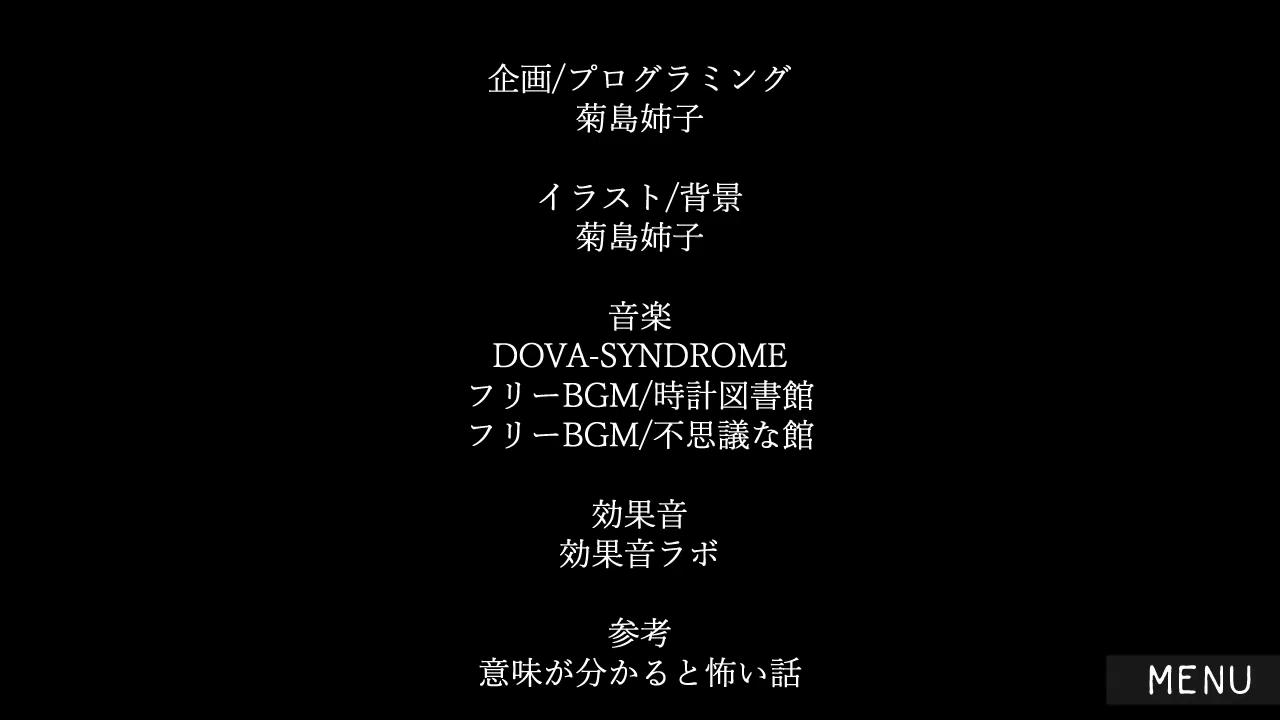 企画/プログラミング
菊島姉子
イラスト/背景
菊島姉子
音楽
DOVA-SYNDROME
フリーBGM/時計図書館
フリーBGM/不思議な館
効果音
効果音ラボ
参考
意味が分かると怖い話
MENU